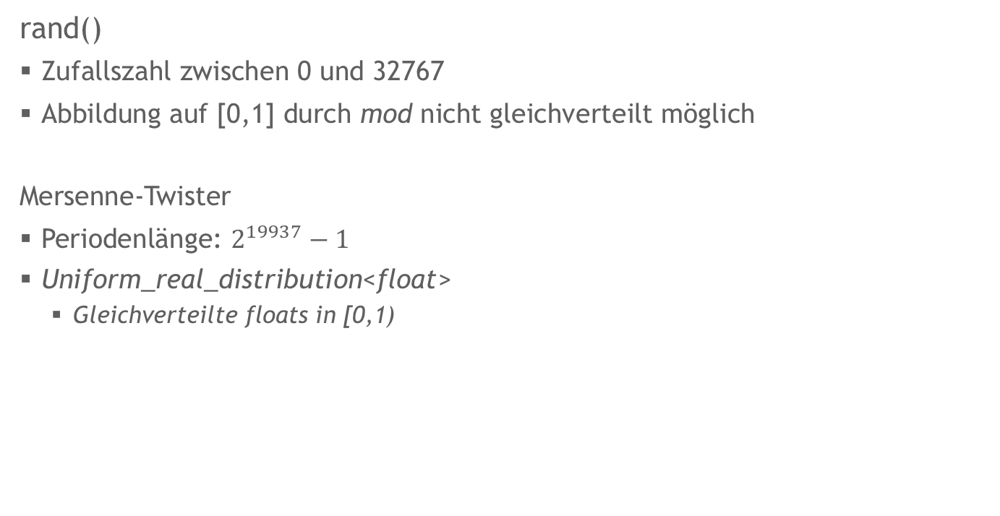 rand()
▪ Zufallszahl zwischen 0 und 32767
▪ Abbildung auf [0,1] durch mod nicht gleichverteilt möglich
Mersenne-Twister
▪ Periodenlänge: 2^19937 − 1
▪ Uniform_real_distribution<float>
▪ Gleichverteilte floats in [0,1)